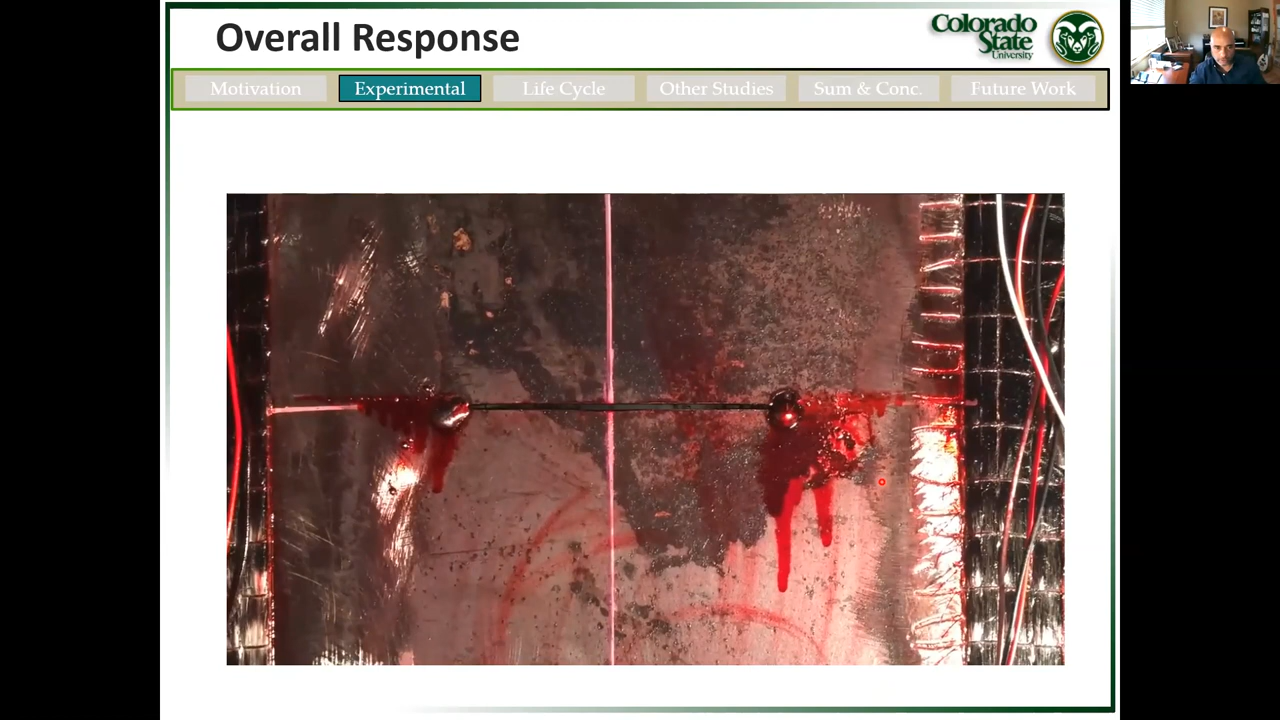 Overall Response
Colorado
State
University
Motivation
Experimental
Life Cycle
Other Studies
Sum & Conc.
Future Work